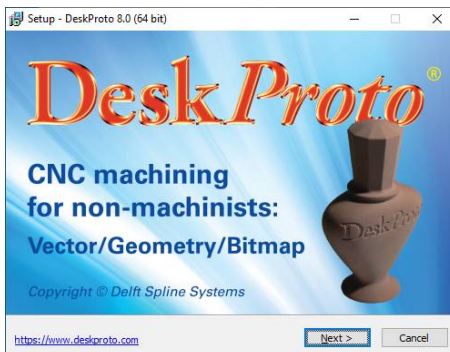 Setup - DeskProto 8.0 (64 bit)
DeskProto®
CNC machining
for non-machinists:
Vector/Geometry/Bitmap
DeskProto
Copyright © Delft Spline Systems
https://www.deskproto.com
Next >
Cancel